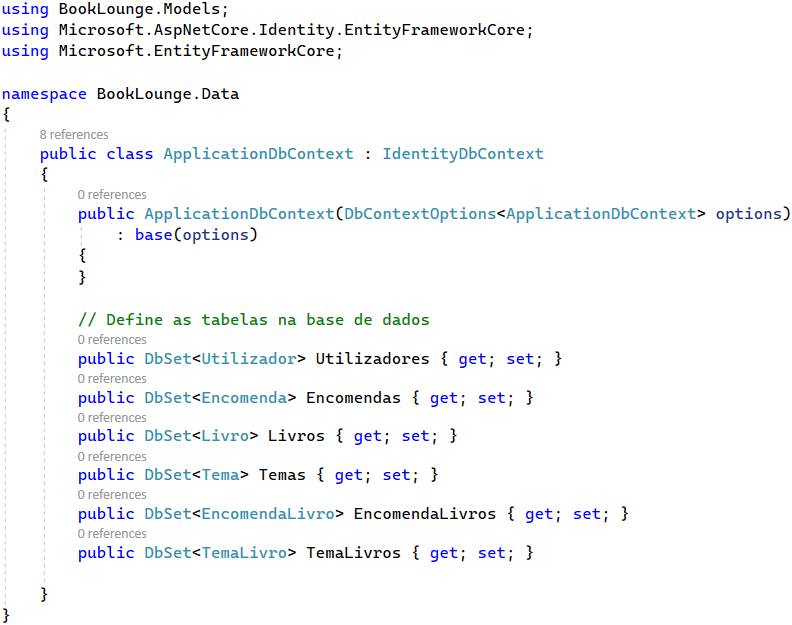 using BookLounge.Models;
using Microsoft.AspNetCore.Identity.EntityFrameworkCore;
using Microsoft.EntityFrameworkCore;
namespace BookLounge.Data
{
8 references
public class ApplicationDbContext : IdentityDbContext
{
0 references
public ApplicationDbContext(DbContextOptions<ApplicationDbContext> options)
: base(options)
{
}
// Define as tabelas na base de dados
0 references
public DbSet<Utilizador> Utilizadores { get; set; }
0 references
public DbSet<Encomenda> Encomendas { get; set; }
0 references
public DbSet<Livro> Livros { get; set; }
0 references
public DbSet<Tema> Temas { get; set; }
0 references
public DbSet<EncomendaLivro> EncomendaLivros { get; set; }
0 references
public DbSet<TemaLivro> TemaLivros { get; set; }
}
}